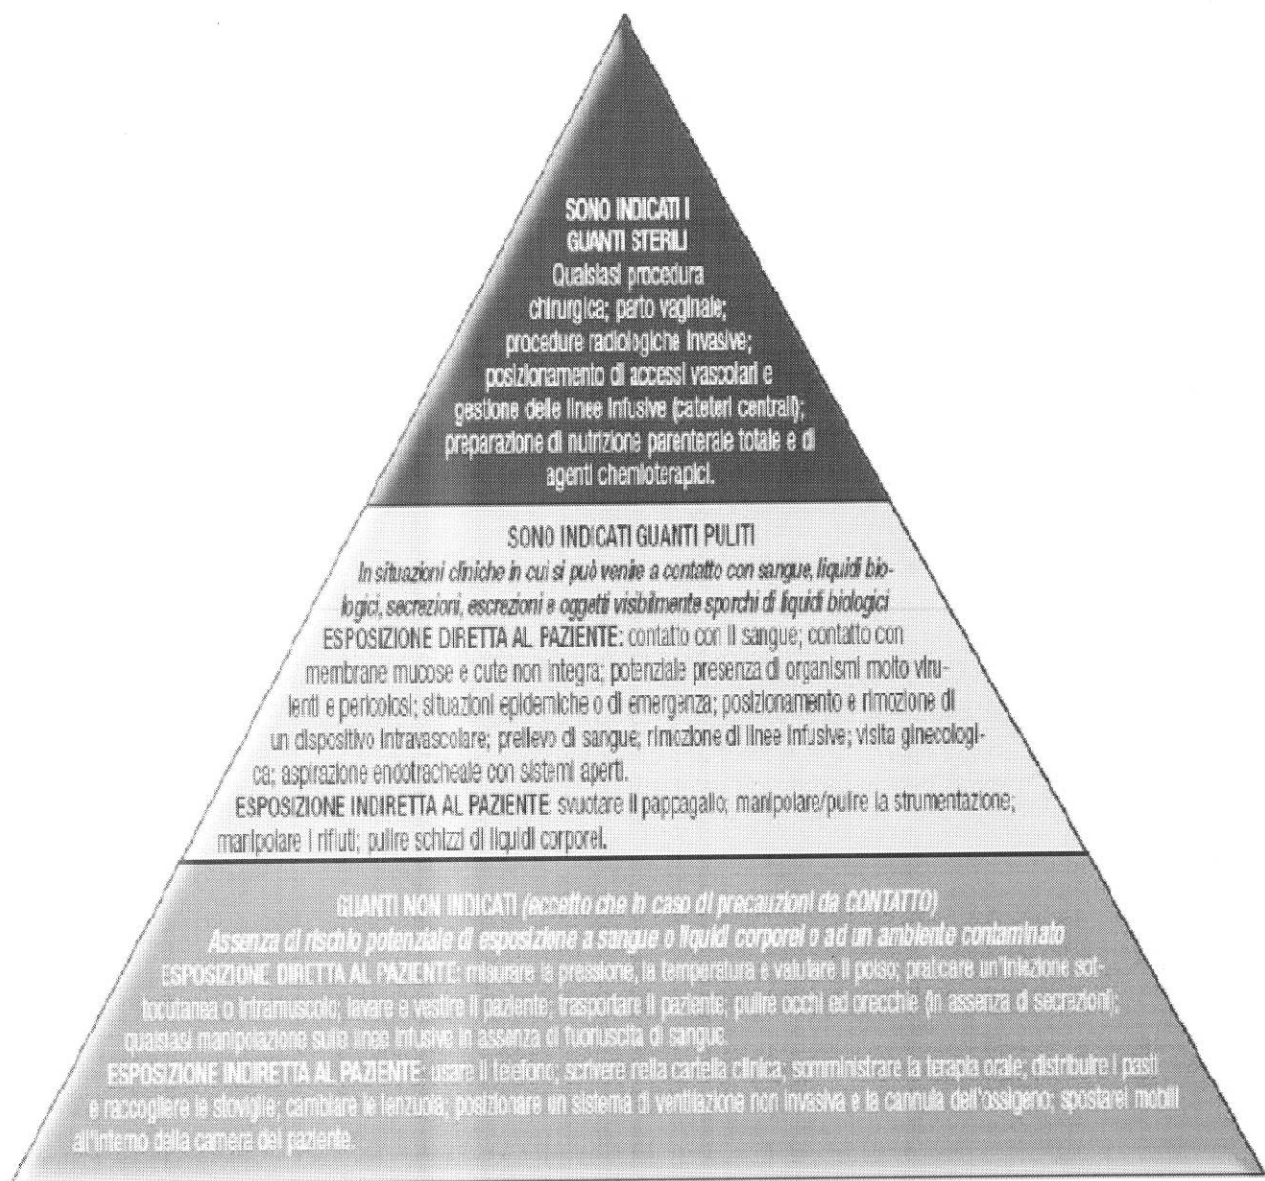 SONO INDICATI I
GUANTI STERILI
Qualsiasi procedura
chirurgica; parto vaginale;
procedure radiologiche invasive;
posizionamento di accessi vascolari e
gestione delle linee infusive (cateteri centrali);
preparazione di nutrizione parenterale totale e di
agenti chemioterapici.
SONO INDICATI GUANTI PULITI
In situazioni cliniche in cui si può venire a contatto con sangue, liquidi bio-
logici, secrezioni, escrezioni e oggetti visibilmente sporchi di liquidi biologici
ESPOSIZIONE DIRETTA AL PAZIENTE: contatto con il sangue; contatto con
membrane mucose e cute non integra; potenziale presenza di organismi molto viru-
lenti e pericolosi; situazioni epidemiche o di emergenza; posizionamento e rimozione di
un dispositivo intravascolare; prelievo di sangue; rimozione di linee infusive; visita ginecologi-
ca; aspirazione endotracheale con sistemi aperti.
ESPOSIZIONE INDIRETTA AL PAZIENTE: svuotare il pappagallo; manipolare/pulire la strumentazione;
manipolare i rifiuti; pulire schizzi di liquidi corporei.
GUANTI NON INDICATI (eccetto che in caso di precauzioni da CONTATTO)
Assenza di rischio potenziale di esposizione a sangue o liquidi corporei o ad un ambiente contaminato
ESPOSIZIONE DIRETTA AL PAZIENTE: misurare la pressione, la temperatura e valutare il polso; praticare un'iniezione sot-
tocutanea o intramuscolo; lavare e vestire il paziente; trasportare il paziente; pulire occhi ed orecchie (in assenza di secrezioni);
qualsiasi manipolazione sulle linee infusive in assenza di fuoriuscita di sangue.
ESPOSIZIONE INDIRETTA AL PAZIENTE: usare il telefono; scrivere nella cartella clinica; somministrare la terapia orale; distribuire i pasti
e raccogliere le stoviglie; cambiare le lenzuola; posizionare un sistema di ventilazione non invasiva e la cannula dell'ossigeno; spostarei mobili
all'interno della camera del paziente.